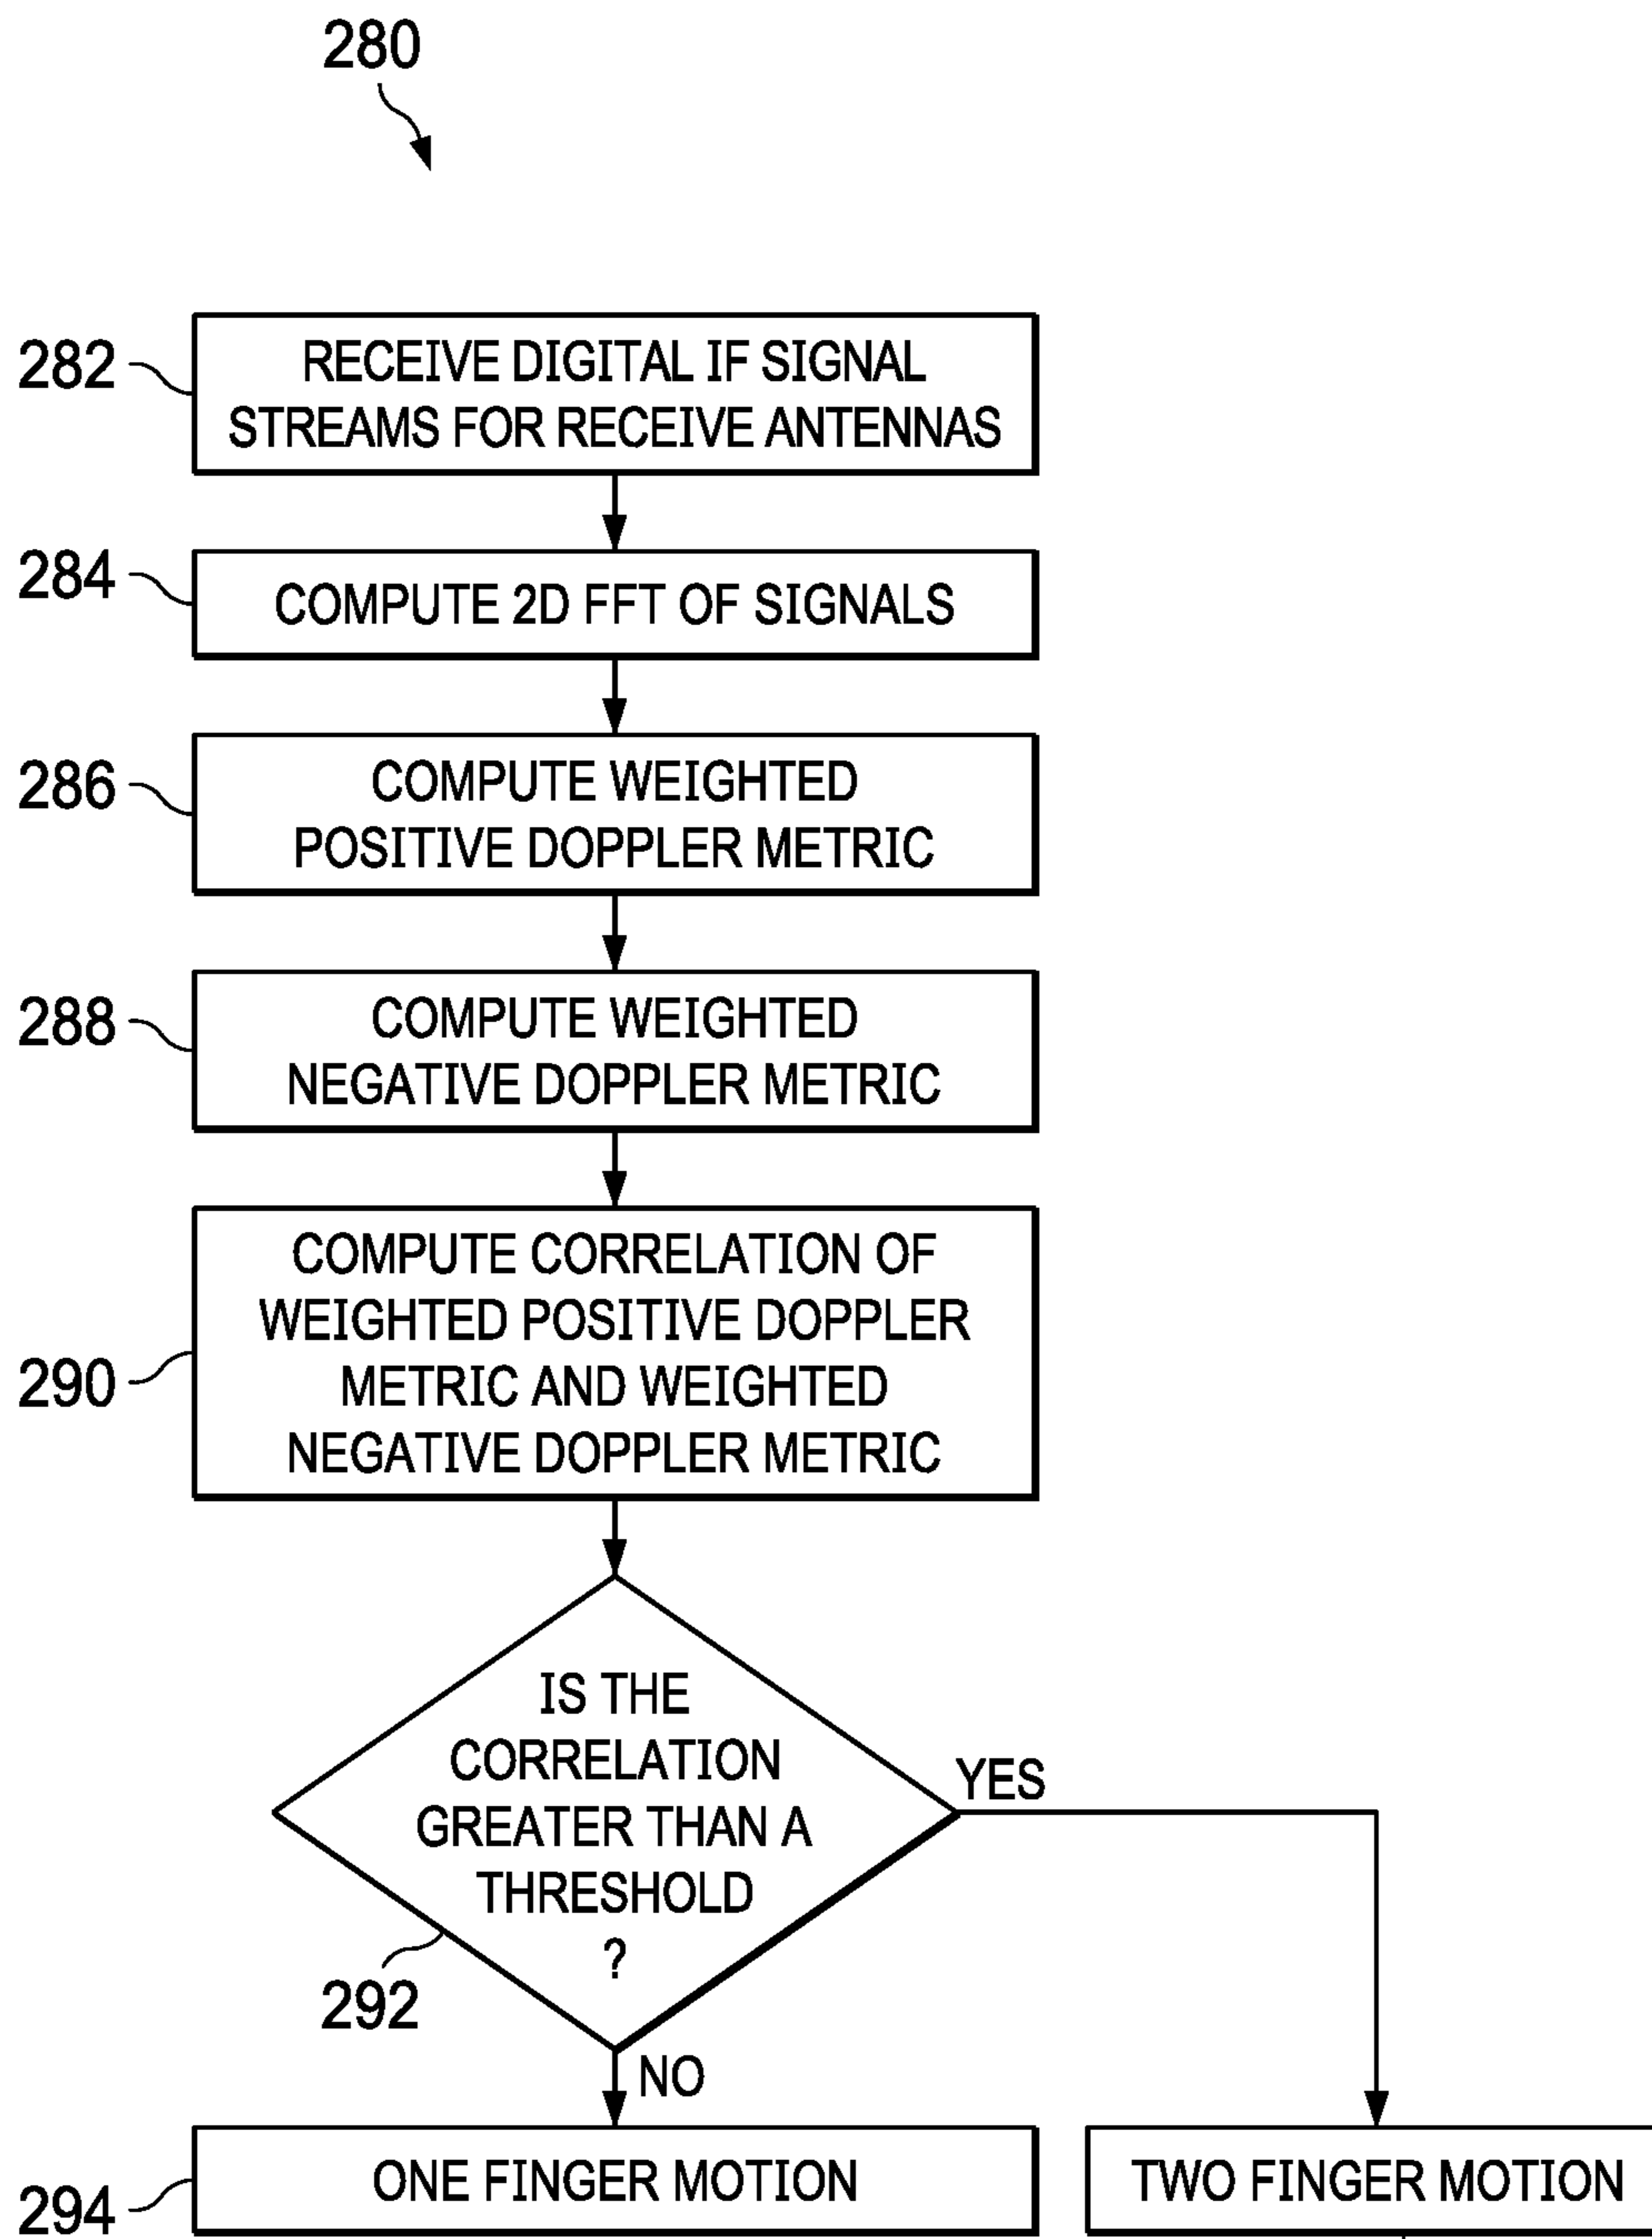 280
282
RECEIVE DIGITAL IF SIGNAL
STREAMS FOR RECEIVE ANTENNAS
284
COMPUTE 2D FFT OF SIGNALS
286
COMPUTE WEIGHTED
POSITIVE DOPPLER METRIC
288
COMPUTE WEIGHTED
NEGATIVE DOPPLER METRIC
290
COMPUTE CORRELATION OF
WEIGHTED POSITIVE DOPPLER
METRIC AND WEIGHTED
NEGATIVE DOPPLER METRIC
IS THE
CORRELATION
GREATER THAN A
THRESHOLD
?
YES
292
NO
294
ONE FINGER MOTION
TWO FINGER MOTION